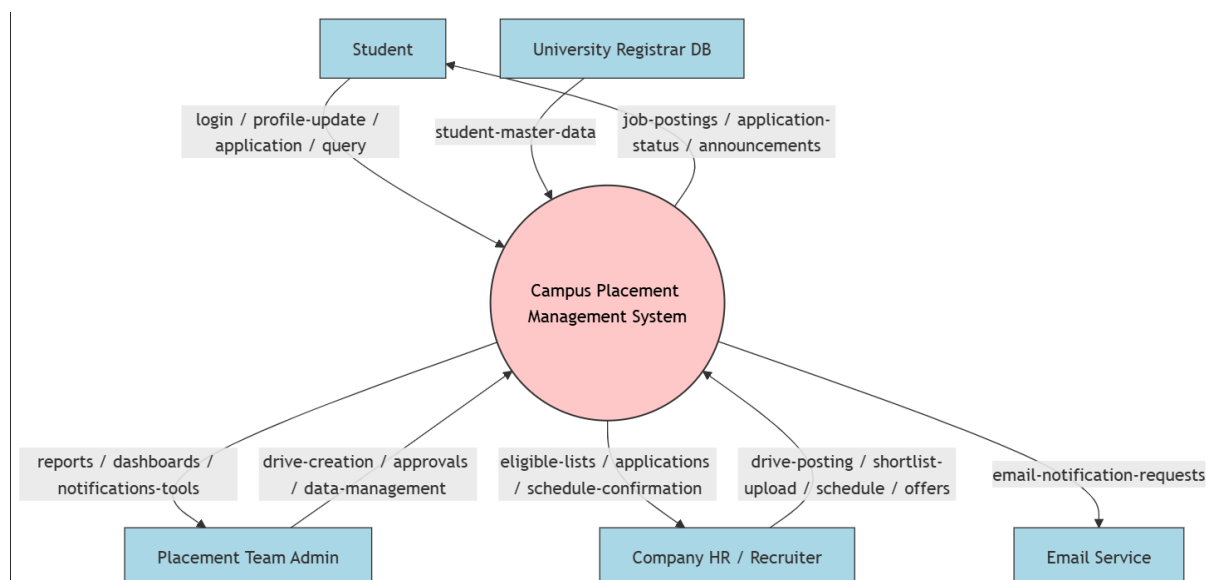 Student
University Registrar DB
login / profile-update /
application / query
student-master-data
job-postings / application-
status / announcements
Campus Placement
Management System
reports / dashboards /
notifications-tools
drive-creation / approvals
/ data-management
eligible-lists / applications
/ schedule-confirmation
drive-posting / shortlist-
upload / schedule / offers
email-notification-requests
Placement Team Admin
Company HR / Recruiter
Email Service